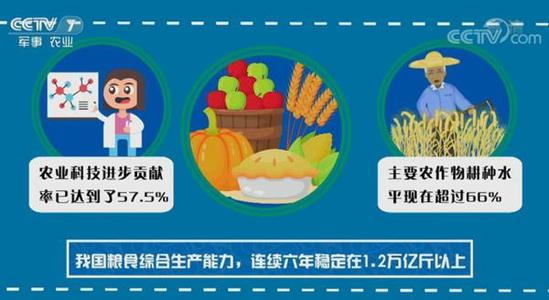 CCTV 7
军事 农业
CCTV.com
农业科技进步贡献
率已达到了57.5%
主要农作物耕种水
平现在超过66%
我国粮食综合生产能力，连续六年稳定在1.2万亿斤以上